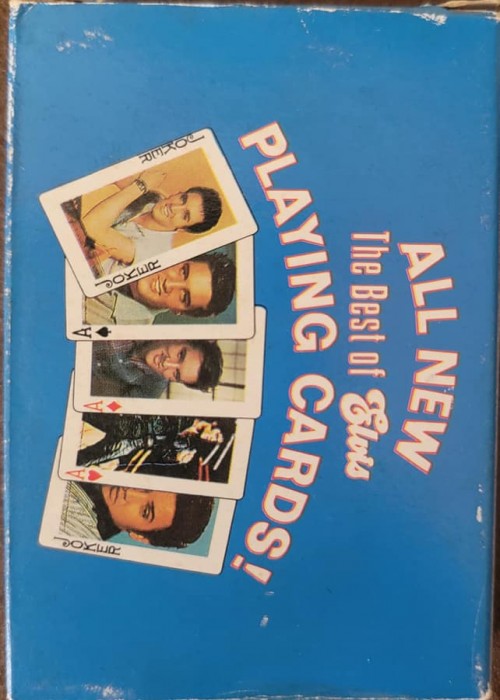 ALL NEW
The Best of Elvis
PLAYING CARDS!
JOKER
JOKER
A
A
A
JOKER